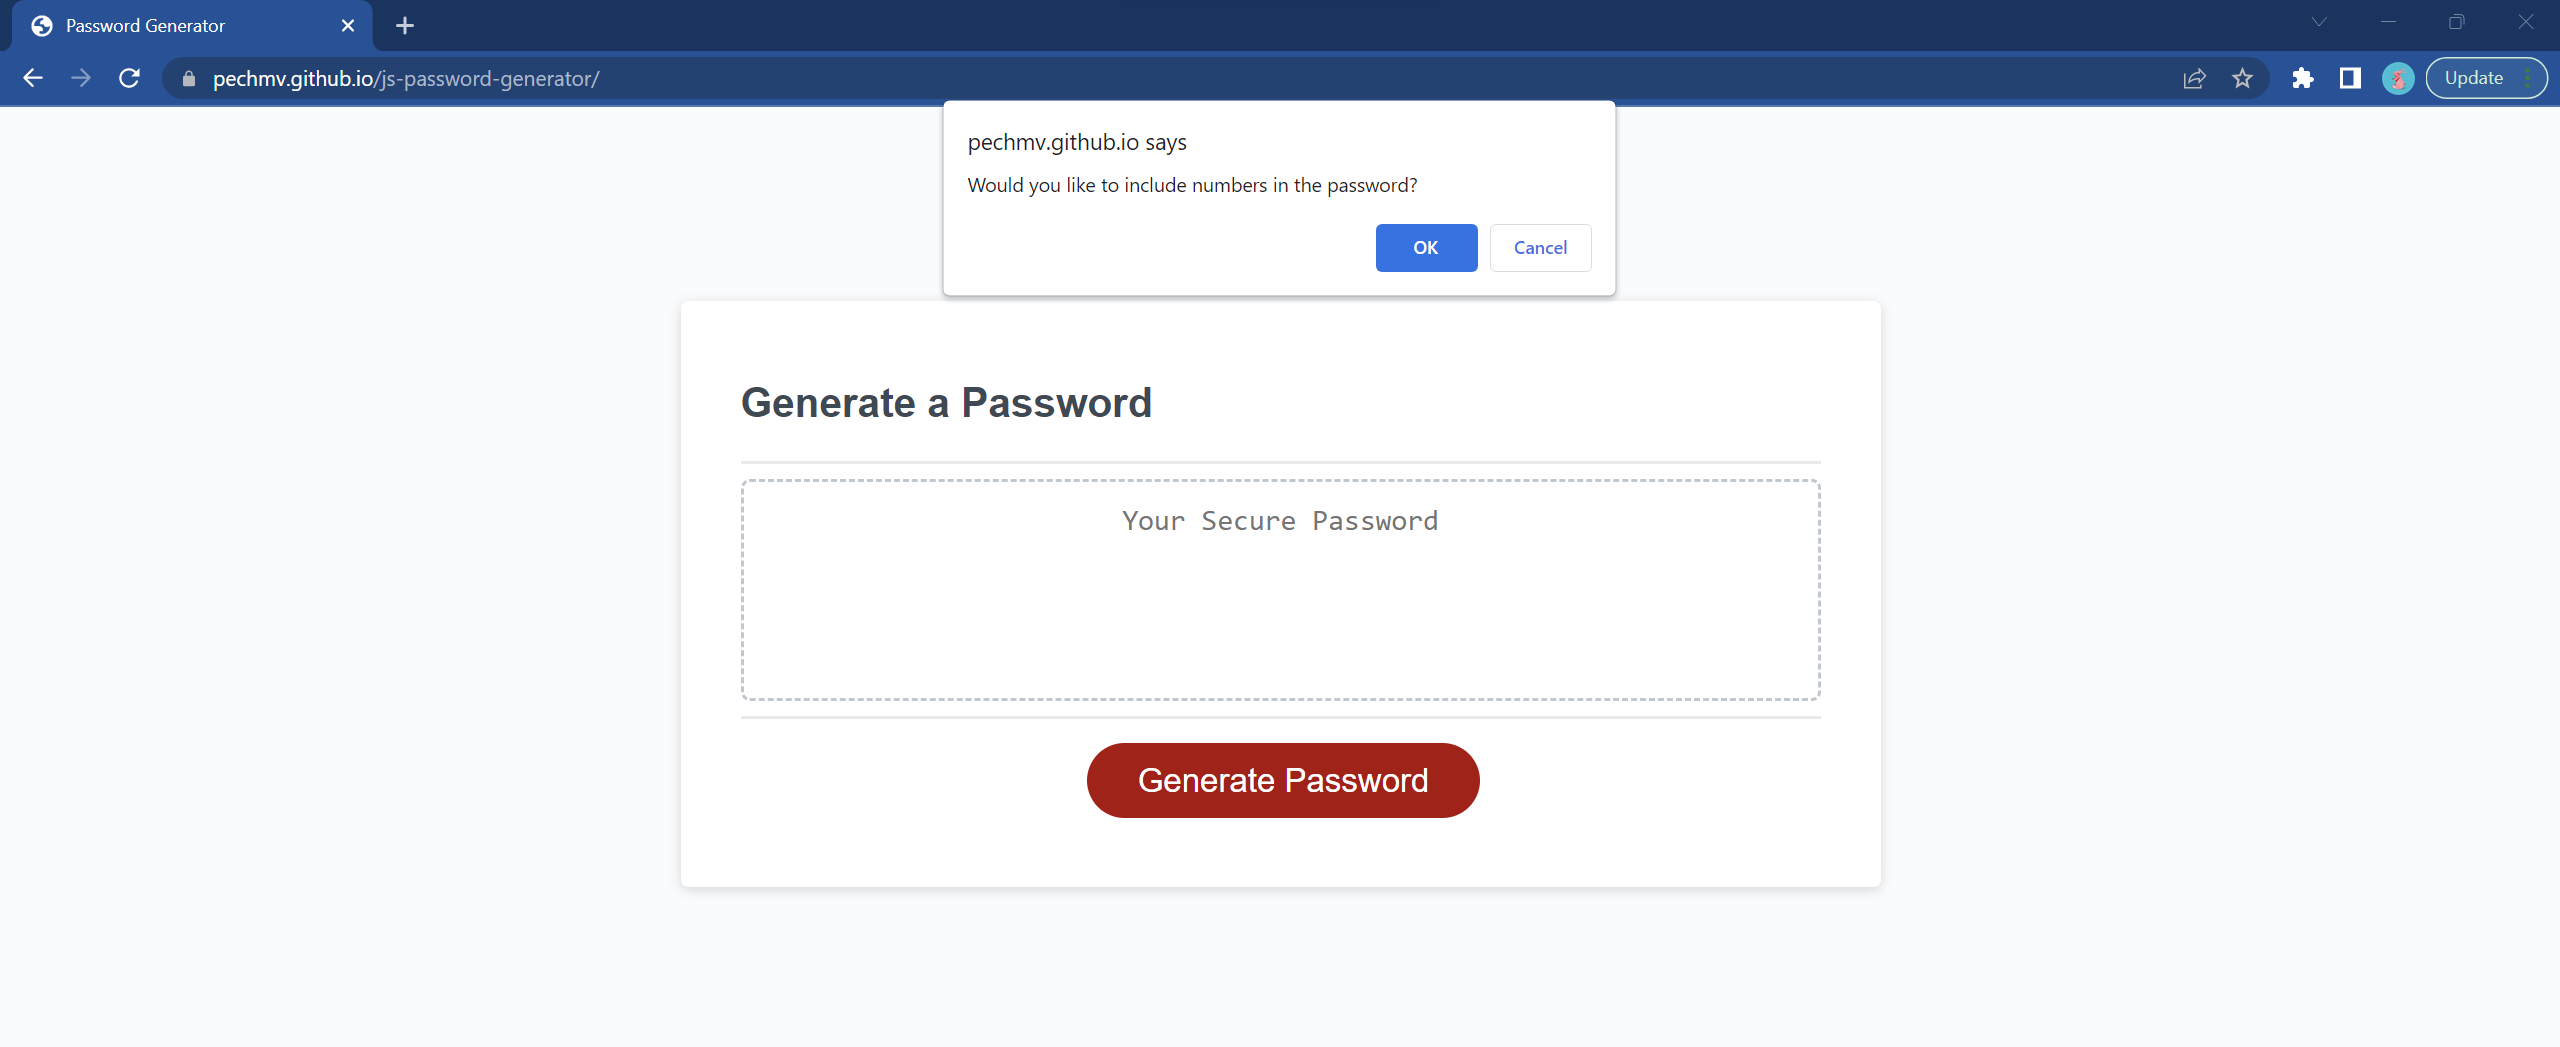 Password Generator
pechmv.github.io/js-password-generator/
Update
pechmv.github.io says
Would you like to include numbers in the password?
OK Cancel
Generate a Password
Your Secure Password
Generate Password